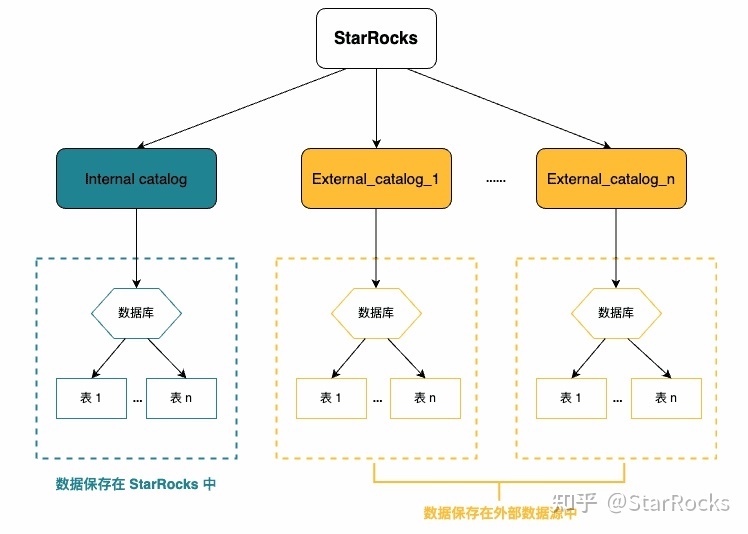 StarRocks
Internal catalog
External_catalog_1
......
External_catalog_n
数据库
数据库
数据库
表 1
...
表 n
表 1
...
表 n
表 1
...
表 n
数据保存在 StarRocks 中
数据保存在外部数据源中
知乎 @StarRocks